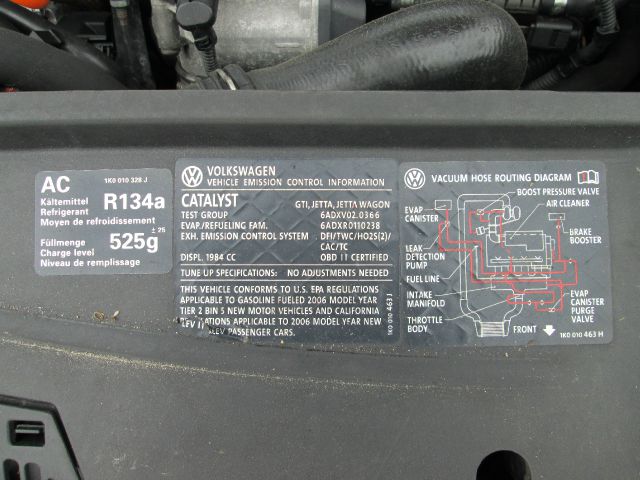 AC 1K0 010 328 J
Kältemittel
Refrigerant R134a
Moyen de refroidissement
Füllmenge ± 25
Charge level 525g
Niveau de remplissage
VOLKSWAGEN
VEHICLE EMISSION CONTROL INFORMATION
CATALYST GTI, JETTA, JETTA WAGON
TEST GROUP 6ADXV02.0366
EVAP/REFUELING FAM. 6ADXR0110238
EXH. EMISSION CONTROL SYSTEM DFI/TWC/HO2S(2)/
CAC/TC
DISPL. 1984 CC OBD II CERTIFIED
TUNE UP SPECIFICATIONS: NO ADJUSTMENTS NEEDED
THIS VEHICLE CONFORMS TO U.S. EPA REGULATIONS
APPLICABLE TO GASOLINE FUELED 2006 MODEL YEAR
TIER 2 BIN 5 NEW MOTOR VEHICLES AND CALIFORNIA
LEV II APPLICABLE TO 2006 MODEL YEAR NEW
PASSENGER CARS.
1K0 010 463 J
VACUUM HOSE ROUTING DIAGRAM
BOOST PRESSURE VALVE
AIR CLEANER
EVAP
CANISTER
BRAKE
BOOSTER
LEAK
DETECTION
PUMP
FUEL LINE
INTAKE
MANIFOLD
EVAP
CANISTER
PURGE
VALVE
THROTTLE
BODY
FRONT
1K0 010 463 H